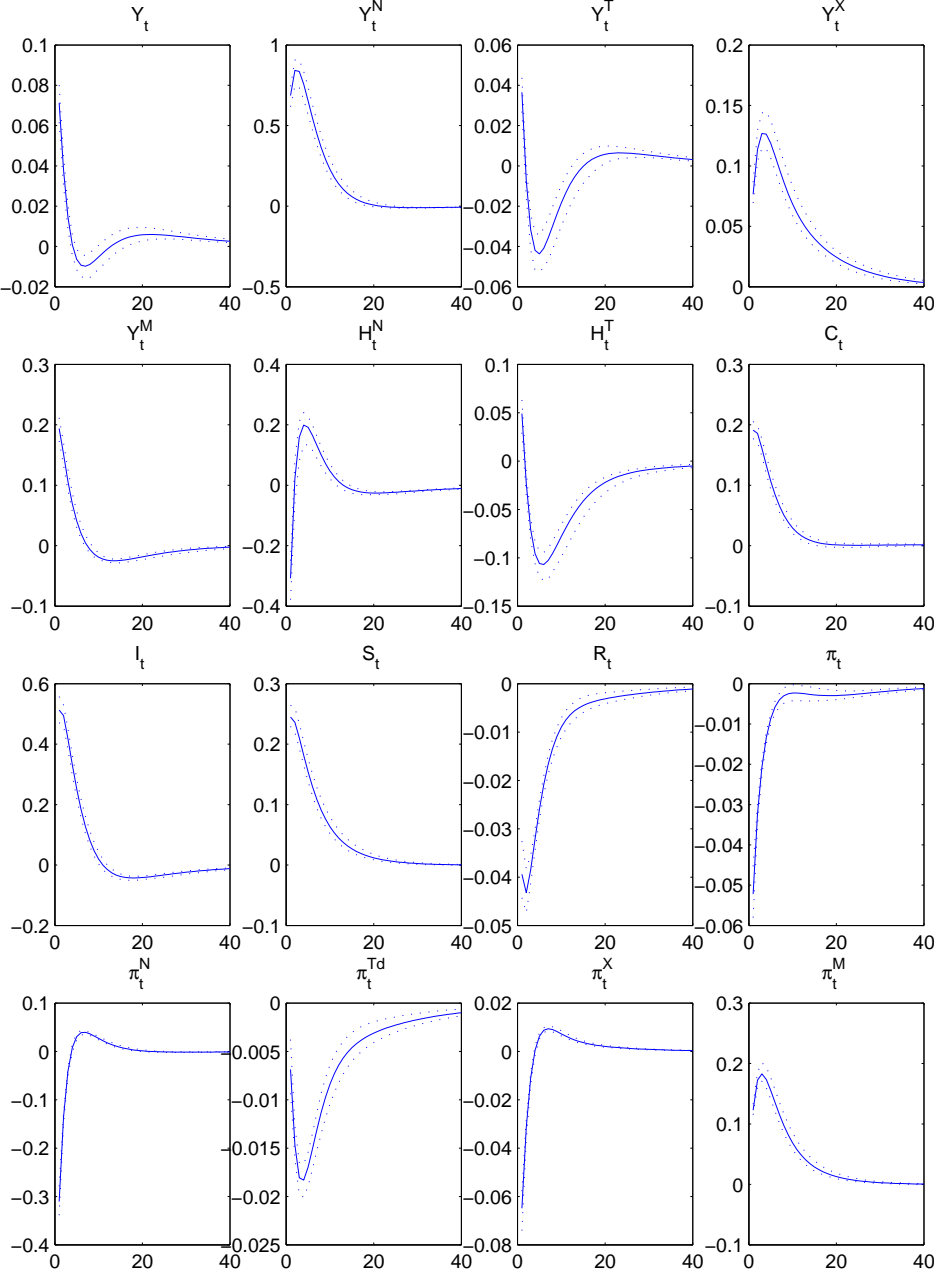 Y_t Y_t^N Y_t^T Y_t^X
0.1 0.08 0.06 0.04 0.02 0 −0.02 0 20 40
1 0.5 0 −0.5 0 20 40
0.06 0.04 0.02 0 −0.02 −0.04 −0.06 0 20 40
0.2 0.15 0.1 0.05 0 0 20 40
Y_t^M H_t^N H_t^T C_t
0.3 0.2 0.1 0 −0.1 0 20 40
0.4 0.2 0 −0.2 −0.4 0 20 40
0.1 0.05 0 −0.05 −0.1 −0.15 0 20 40
0.3 0.2 0.1 0 −0.1 0 20 40
I_t S_t R_t π_t
0.6 0.4 0.2 0 −0.2 0 20 40
0.3 0.2 0.1 0 −0.1 0 20 40
0 −0.01 −0.02 −0.03 −0.04 −0.05 0 20 40
0 −0.01 −0.02 −0.03 −0.04 −0.05 −0.06 0 20 40
π_t^N π_t^Td π_t^X π_t^M
0.1 0 −0.1 −0.2 −0.3 −0.4 0 20 40
0 −0.005 −0.01 −0.015 −0.02 −0.025 0 20 40
0.02 0 −0.02 −0.04 −0.06 −0.08 0 20 40
0.3 0.2 0.1 0 −0.1 0 20 40